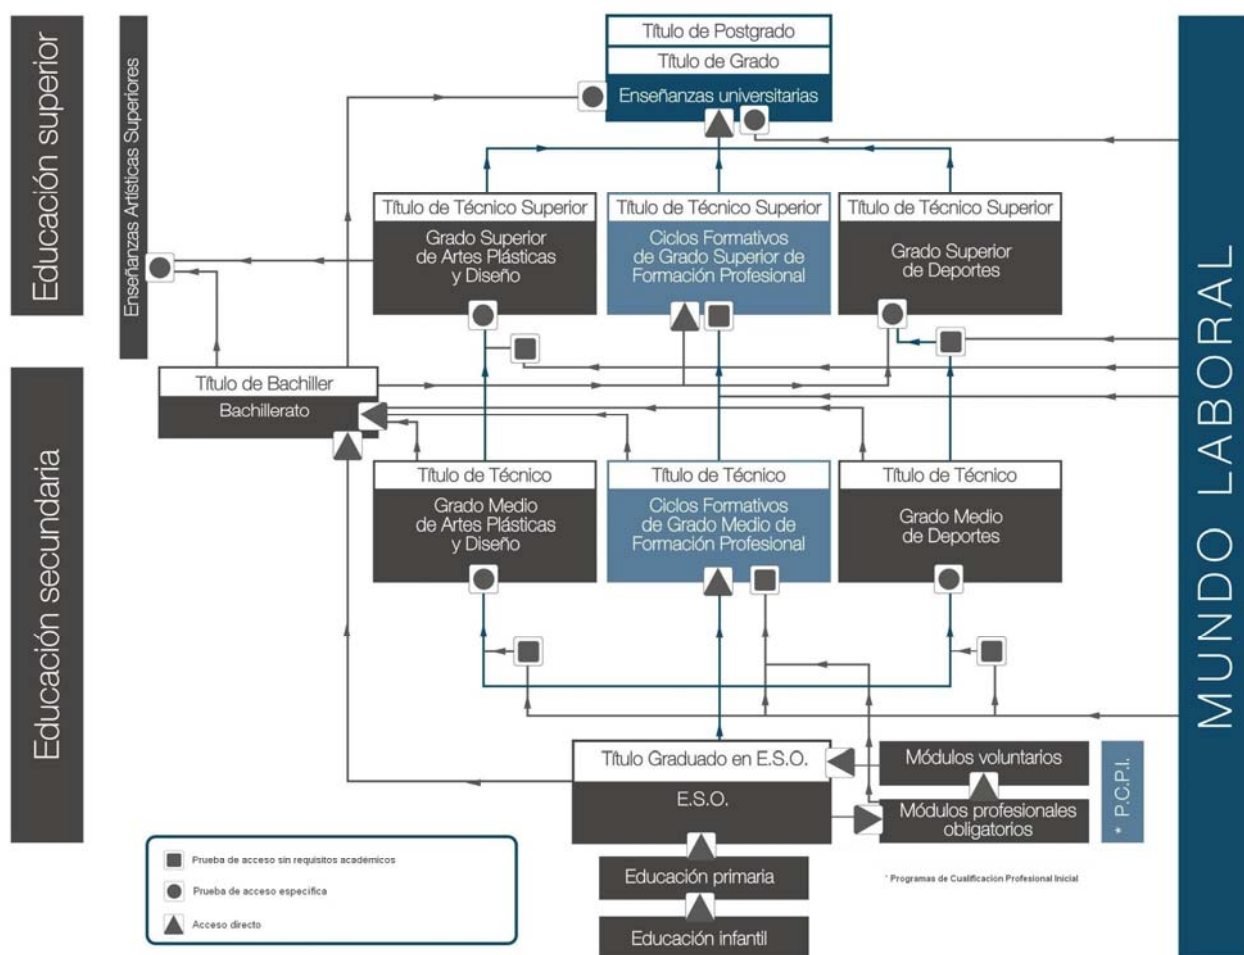 Educación superior
Enseñanzas Artísticas Superiores
Título de Postgrado
Título de Grado
Enseñanzas universitarias
Título de Técnico Superior
Grado Superior
de Artes Plásticas
y Diseño
Título de Técnico Superior
Ciclos Formativos
de Grado Superior de
Formación Profesional
Título de Técnico Superior
Grado Superior
de Deportes
MUNDO LABORAL
Educación secundaria
Título de Bachiller
Bachillerato
Título de Técnico
Grado Medio
de Artes Plásticas
y Diseño
Título de Técnico
Ciclos Formativos
de Grado Medio de
Formación Profesional
Título de Técnico
Grado Medio
de Deportes
Título Graduado en E.S.O.
E.S.O.
Módulos voluntarios
Módulos profesionales
obligatorios
* P.C.P.I.
Educación primaria
Educación infantil
* Programas de Cualificación Profesional Inicial
Prueba de acceso sin requisitos académicos
Prueba de acceso específica
Acceso directo